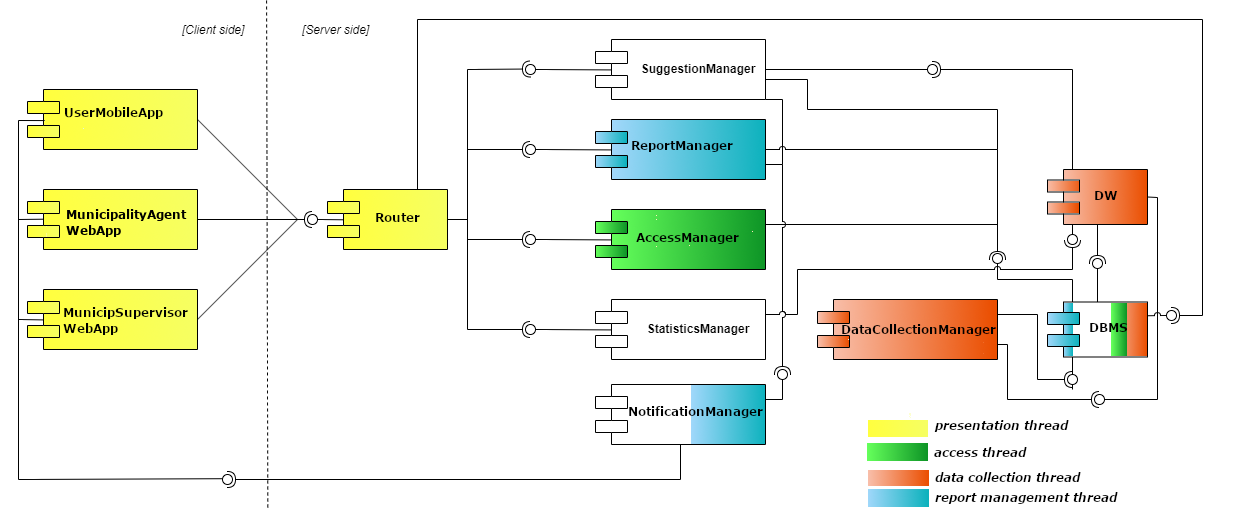 [Client side]
[Server side]
SuggestionManager
UserMobileApp
ReportManager
MunicipalityAgent
WebApp
Router
AccessManager
DW
MunicipSupervisor
WebApp
StatisticsManager
DataCollectionManager
DBMS
NotificationManager
presentation thread
access thread
data collection thread
report management thread